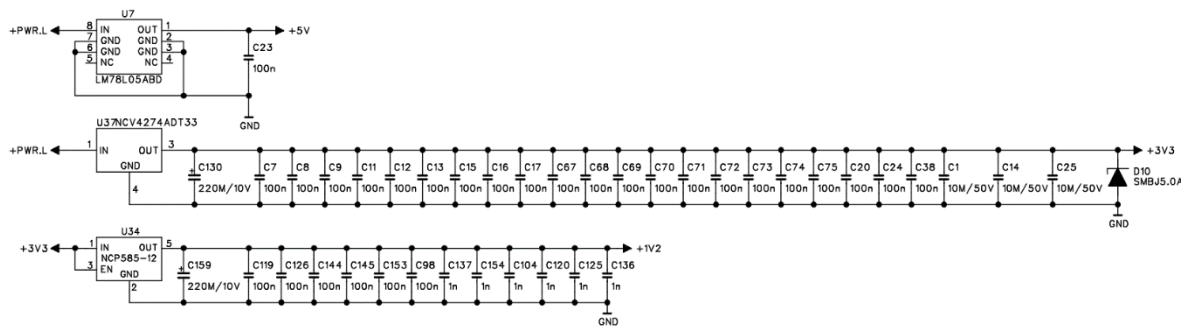 U7
+PWR.L 8 IN OUT 1 +5V
7 GND GND 2
6 GND GND 3
5 NC NC 4
LM78L05ABD
C23
100n
GND
U37NCV4274ADT33
+PWR.L 1 IN OUT 3 +3V3
GND
4
C130 C7 C8 C9 C11 C12 C13 C15 C16 C17 C67 C68 C69 C70 C71 C72 C73 C74 C75 C20 C24 C38 C1 C14 C25 D10
+ 220M/10V 100n 100n 100n 100n 100n 100n 100n 100n 100n 100n 100n 100n 100n 100n 100n 100n 100n 100n 100n 100n 100n 10M/50V 10M/50V 10M/50V SMBJ5.0A
GND
U34
+3V3 1 IN OUT 5 +1V2
NCP585-12
3 EN
GND
2
C159 C119 C126 C144 C145 C153 C98 C137 C154 C104 C120 C125 C136
+ 220M/10V 100n 100n 100n 100n 100n 100n 1n 1n 1n 1n 1n 1n
GND